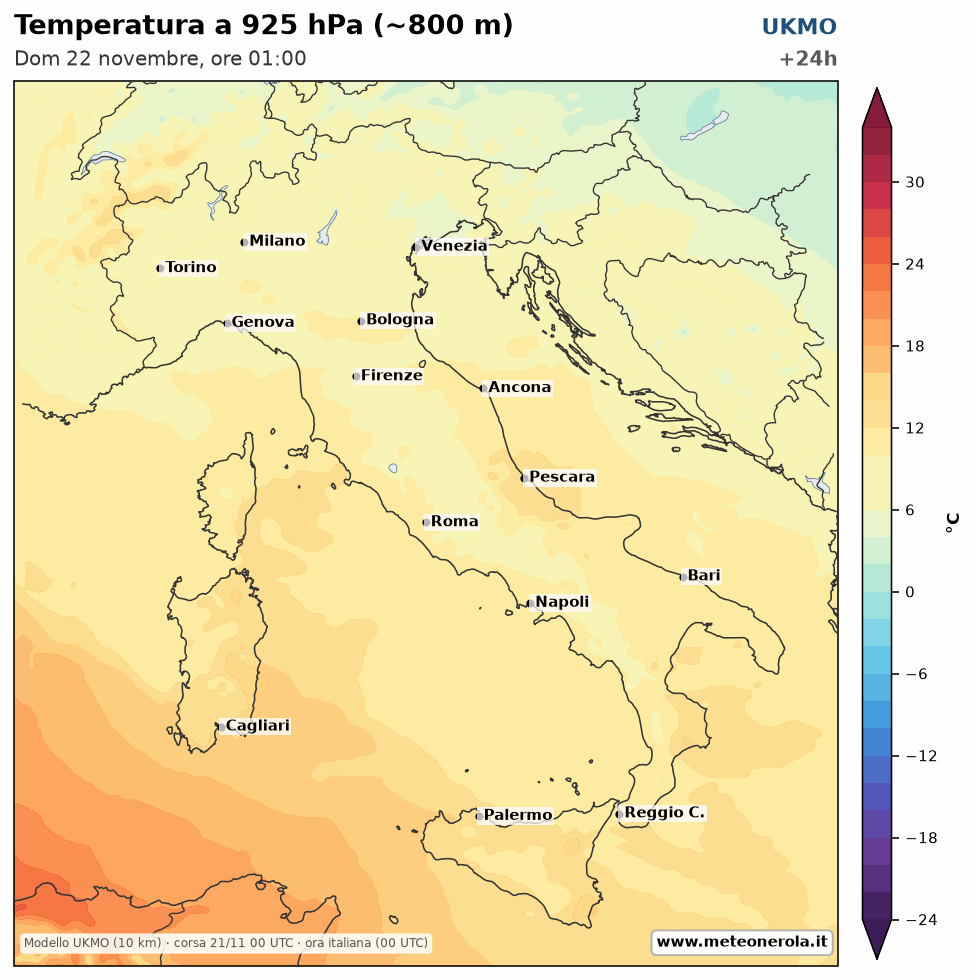 Temperatura a 925 hPa (~800 m)
UKMO
Dom 22 novembre, ore 01:00
+24h
Milano
Venezia
Torino
Genova
Bologna
Firenze
Ancona
Pescara
Roma
Bari
Napoli
Cagliari
Palermo
Reggio C.
30
24
18
12
6
0
−6
−12
−18
−24
°C
Modello UKMO (10 km) · corsa 21/11 00 UTC · ora italiana (00 UTC)
www.meteonerola.it